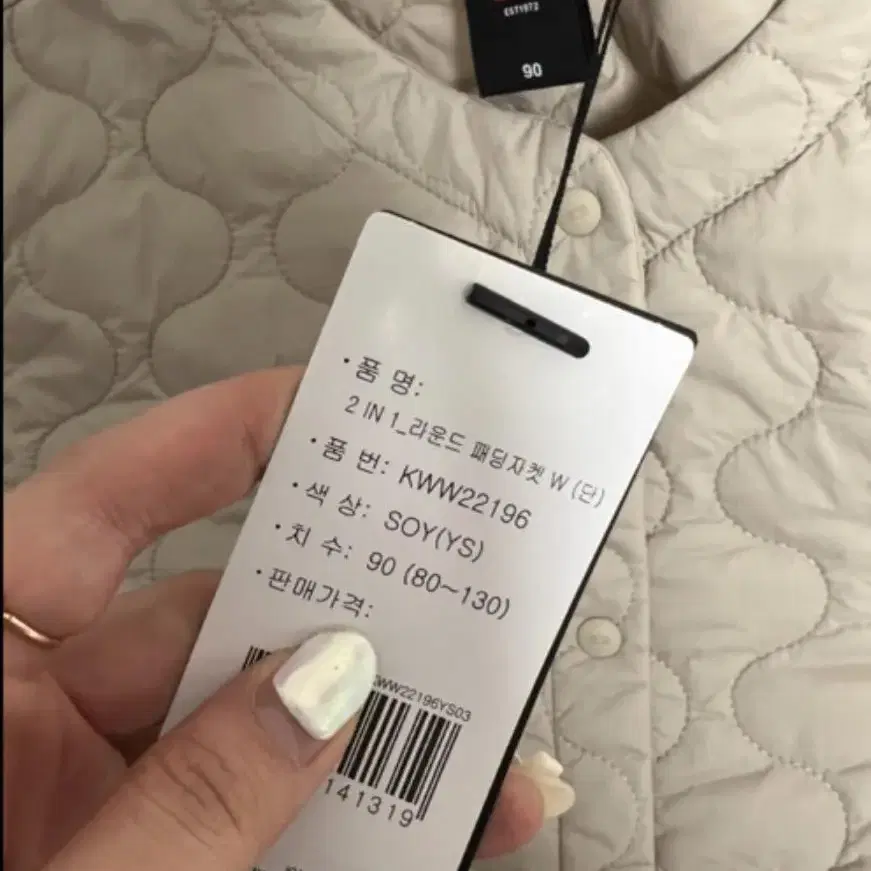 EST1972
90
• 품 명:
2 IN 1_라운드 패딩자켓 W (단)
• 품 번: KWW22196
• 색 상: SOY(YS)
• 치 수: 90 (80~130)
• 판매가격:
KWW22196YS03
141319